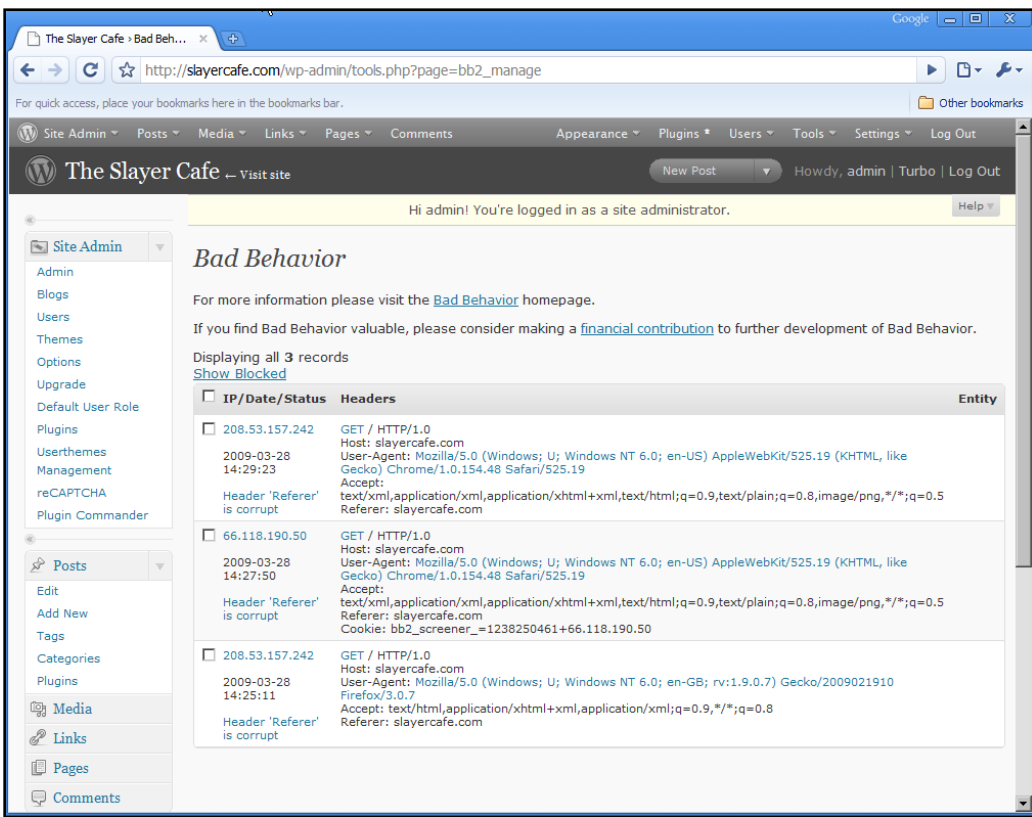 Google
The Slayer Cafe › Bad Beh...
http://slayercafe.com/wp-admin/tools.php?page=bb2_manage
For quick access, place your bookmarks here in the bookmarks bar.
Other bookmarks
Site Admin Posts Media Links Pages Comments Appearance Plugins * Users Tools Settings Log Out
The Slayer Cafe ← Visit site
New Post
Howdy, admin | Turbo | Log Out
Hi admin! You're logged in as a site administrator.
Help
Site Admin
Admin
Blogs
Users
Themes
Options
Upgrade
Default User Role
Plugins
Userthemes
Management
reCAPTCHA
Plugin Commander
Posts
Edit
Add New
Tags
Categories
Plugins
Media
Links
Pages
Comments
Bad Behavior
For more information please visit the Bad Behavior homepage.
If you find Bad Behavior valuable, please consider making a financial contribution to further development of Bad Behavior.
Displaying all 3 records
Show Blocked
IP/Date/Status Headers Entity
208.53.157.242
2009-03-28
14:29:23
Header 'Referer'
is corrupt
GET / HTTP/1.0
Host: slayercafe.com
User-Agent: Mozilla/5.0 (Windows; U; Windows NT 6.0; en-US) AppleWebKit/525.19 (KHTML, like
Gecko) Chrome/1.0.154.48 Safari/525.19
Accept:
text/xml,application/xml,application/xhtml+xml,text/html;q=0.9,text/plain;q=0.8,image/png,*/*;q=0.5
Referer: slayercafe.com
66.118.190.50
2009-03-28
14:27:50
Header 'Referer'
is corrupt
GET / HTTP/1.0
Host: slayercafe.com
User-Agent: Mozilla/5.0 (Windows; U; Windows NT 6.0; en-US) AppleWebKit/525.19 (KHTML, like
Gecko) Chrome/1.0.154.48 Safari/525.19
Accept:
text/xml,application/xml,application/xhtml+xml,text/html;q=0.9,text/plain;q=0.8,image/png,*/*;q=0.5
Referer: slayercafe.com
Cookie: bb2_screener_=1238250461+66.118.190.50
208.53.157.242
2009-03-28
14:25:11
Header 'Referer'
is corrupt
GET / HTTP/1.0
Host: slayercafe.com
User-Agent: Mozilla/5.0 (Windows; U; Windows NT 6.0; en-GB; rv:1.9.0.7) Gecko/2009021910
Firefox/3.0.7
Accept: text/html,application/xhtml+xml,application/xml;q=0.9,*/*;q=0.8
Referer: slayercafe.com